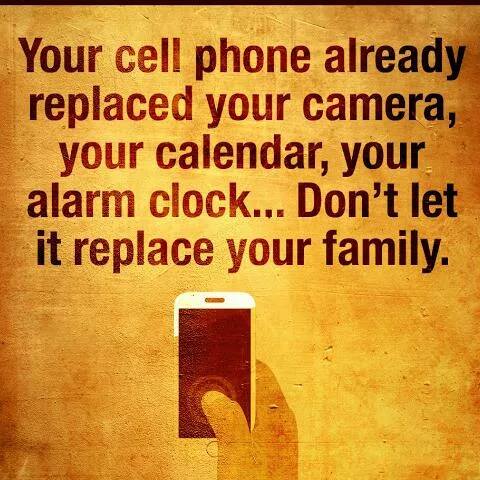 Your cell phone already
replaced your camera,
your calendar, your
alarm clock... Don't let
it replace your family.